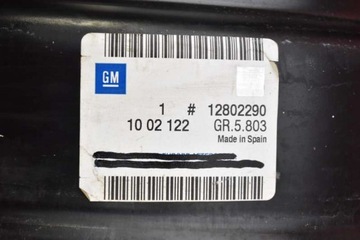 GM
1 # 12802290
10 02 122 GR.5.803
Made in Spain